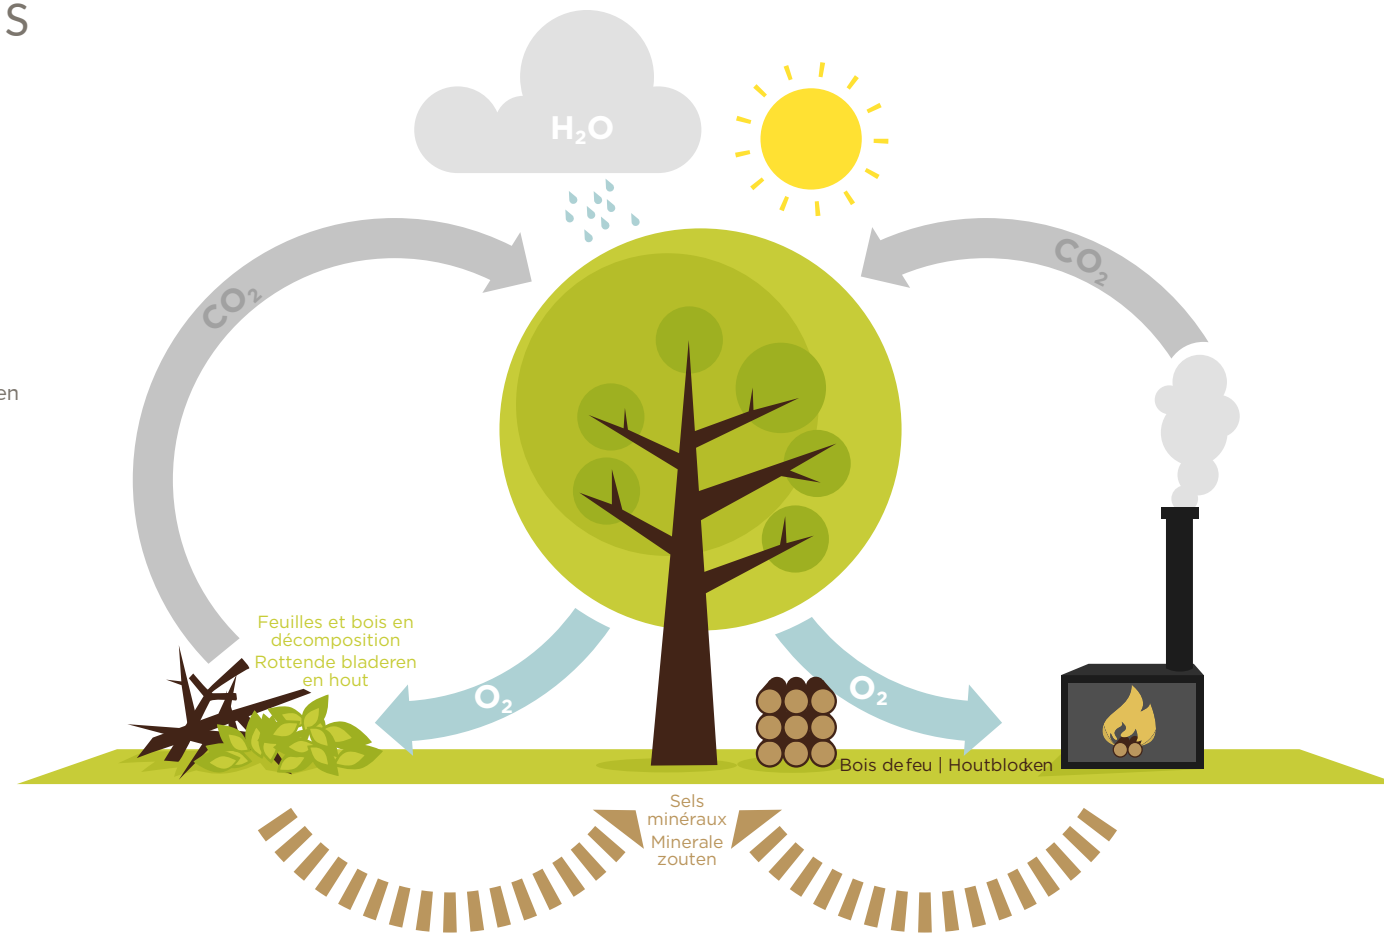 S
H₂O
CO₂
CO₂
en
Feuilles et bois en
décomposition
Rottende bladeren
en hout
O₂
O₂
Bois de feu | Houtblocken
Sels
minéraux
Minerale
zouten